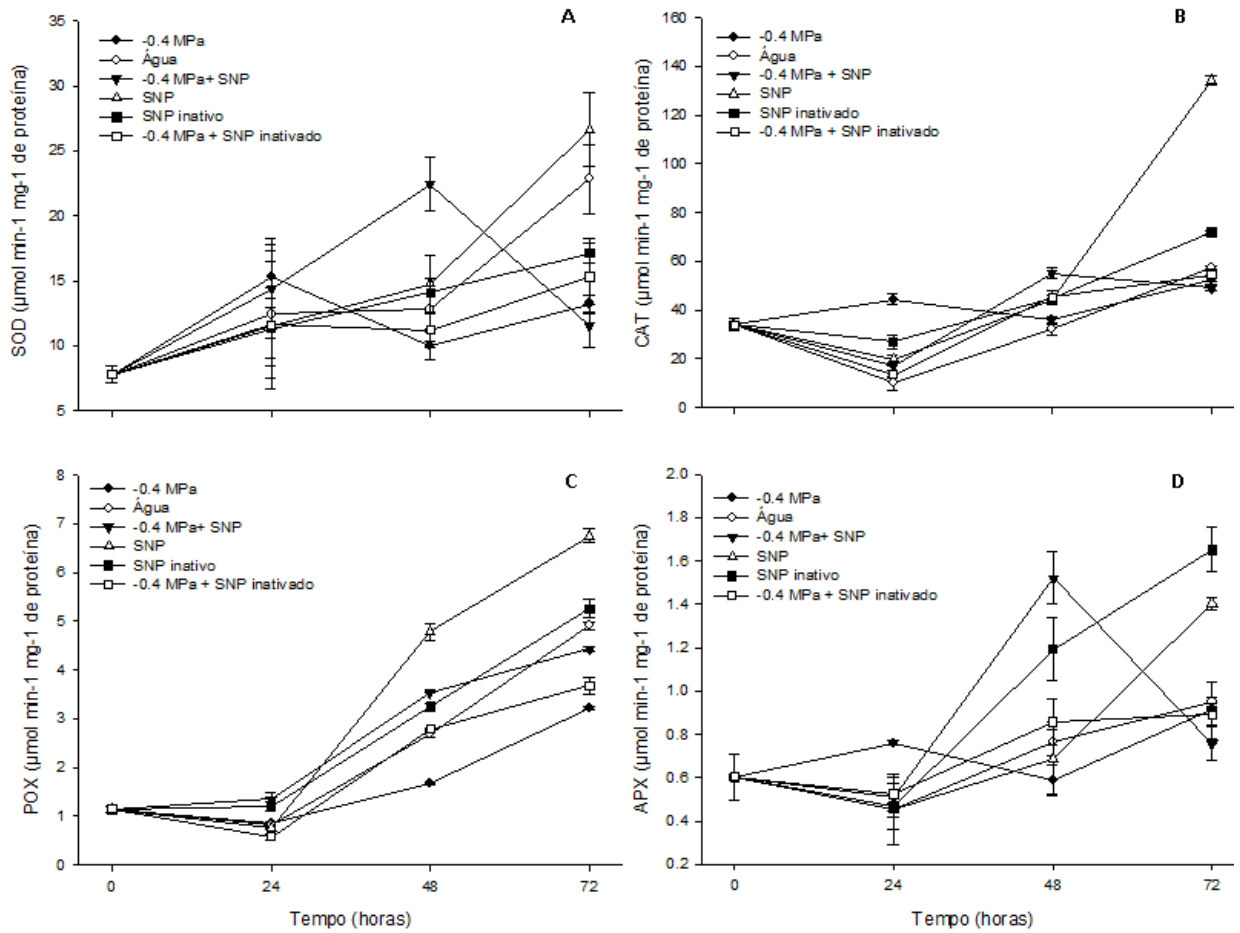 A
SOD (µmol min-1 mg-1 de proteína)
35
30
25
20
15
10
5
-0.4 MPa
Água
-0.4 MPa+ SNP
SNP
SNP inativo
-0.4 MPa + SNP inativado
B
CAT (µmol min-1 mg-1 de proteína)
160
140
120
100
80
60
40
20
0
-0.4 MPa
Água
-0.4 MPa + SNP
SNP
SNP inativado
-0.4 MPa + SNP inativado
C
POX (µmol min-1 mg-1 de proteína)
8
7
6
5
4
3
2
1
0
-0.4 MPa
Água
-0.4 MPa+ SNP
SNP
SNP inativo
-0.4 MPa + SNP inativado
0 24 48 72
Tempo (horas)
D
APX (µmol min-1 mg-1 de proteína)
2.0
1.8
1.6
1.4
1.2
1.0
0.8
0.6
0.4
0.2
-0.4 MPa
Água
-0.4 MPa+ SNP
SNP
SNP inativo
-0.4 MPa + SNP inativado
0 24 48 72
Tempo (horas)